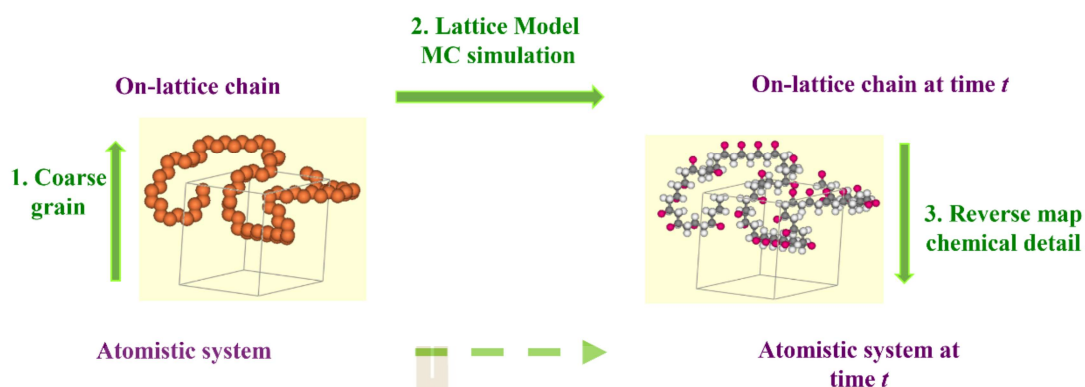 2. Lattice Model
MC simulation
On-lattice chain
On-lattice chain at time t
1. Coarse
grain
3. Reverse map
chemical detail
Atomistic system
Atomistic system at
time t